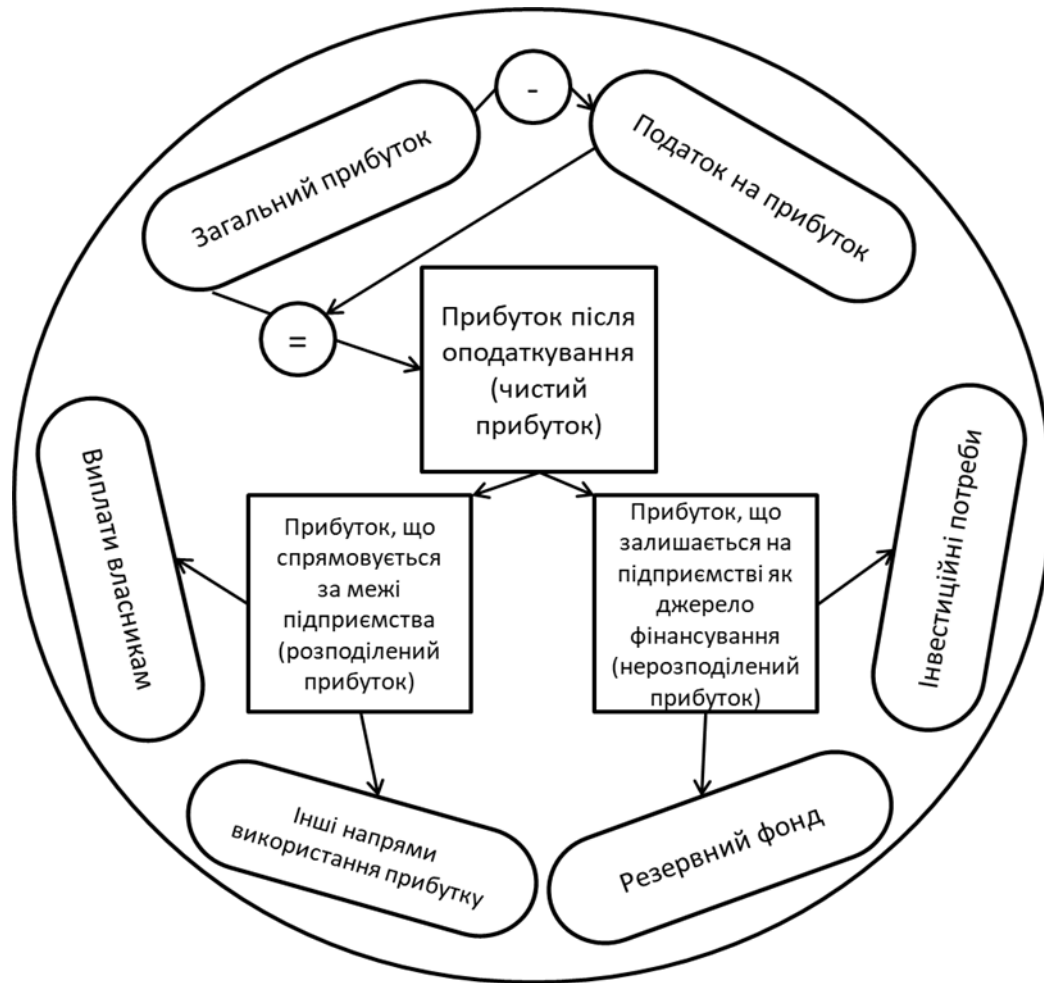 -
Загальний прибуток
Податок на прибуток
=
Прибуток після
оподаткування
(чистий
прибуток)
Виплати власникам
Прибуток, що
спрямовується
за межі
підприємства
(розподілений
прибуток)
Прибуток, що
залишається на
підприємстві як
джерело
фінансування
(нерозподілений
прибуток)
Інвестиційні потреби
Інші напрями
використання прибутку
Резервний фонд